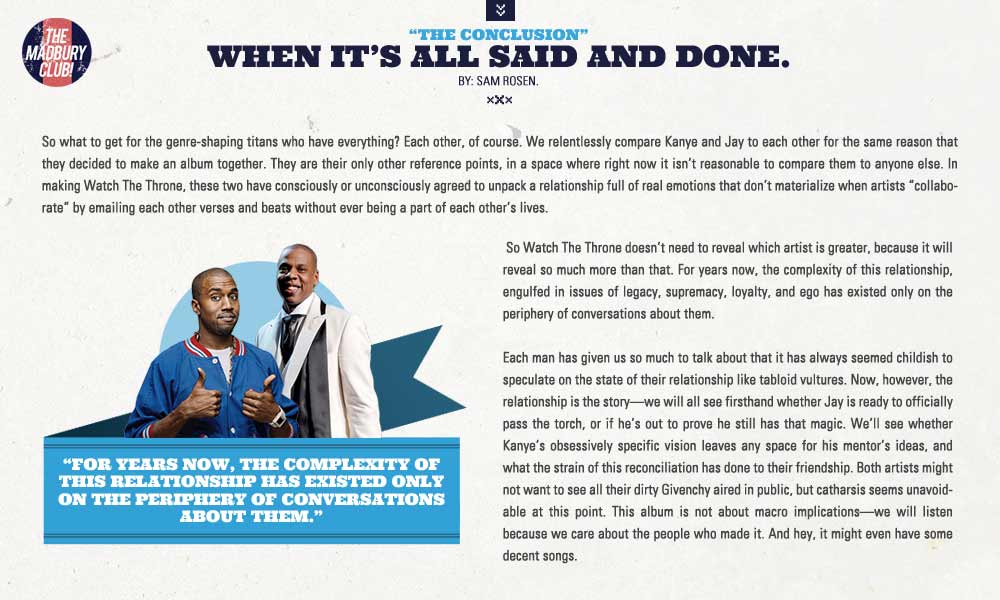 THE
MADBURY
CLUB!
“THE CONCLUSION”
WHEN IT’S ALL SAID AND DONE.
BY: SAM ROSEN.
So what to get for the genre-shaping titans who have everything? Each other, of course. We relentlessly compare Kanye and Jay to each other for the same reason that
they decided to make an album together. They are their only other reference points, in a space where right now it isn’t reasonable to compare them to anyone else. In
making Watch The Throne, these two have consciously or unconsciously agreed to unpack a relationship full of real emotions that don’t materialize when artists “collabo-
rate” by emailing each other verses and beats without ever being a part of each other’s lives.
So Watch The Throne doesn’t need to reveal which artist is greater, because it will
reveal so much more than that. For years now, the complexity of this relationship,
engulfed in issues of legacy, supremacy, loyalty, and ego has existed only on the
periphery of conversations about them.
Each man has given us so much to talk about that it has always seemed childish to
speculate on the state of their relationship like tabloid vultures. Now, however, the
relationship is the story—we will all see firsthand whether Jay is ready to officially
pass the torch, or if he’s out to prove he still has that magic. We’ll see whether
Kanye’s obsessively specific vision leaves any space for his mentor’s ideas, and
what the strain of this reconciliation has done to their friendship. Both artists might
not want to see all their dirty Givenchy aired in public, but catharsis seems unavoid-
able at this point. This album is not about macro implications—we will listen
because we care about the people who made it. And hey, it might even have some
decent songs.
“FOR YEARS NOW, THE COMPLEXITY OF
THIS RELATIONSHIP HAS EXISTED ONLY
ON THE PERIPHERY OF CONVERSATIONS
ABOUT THEM.”